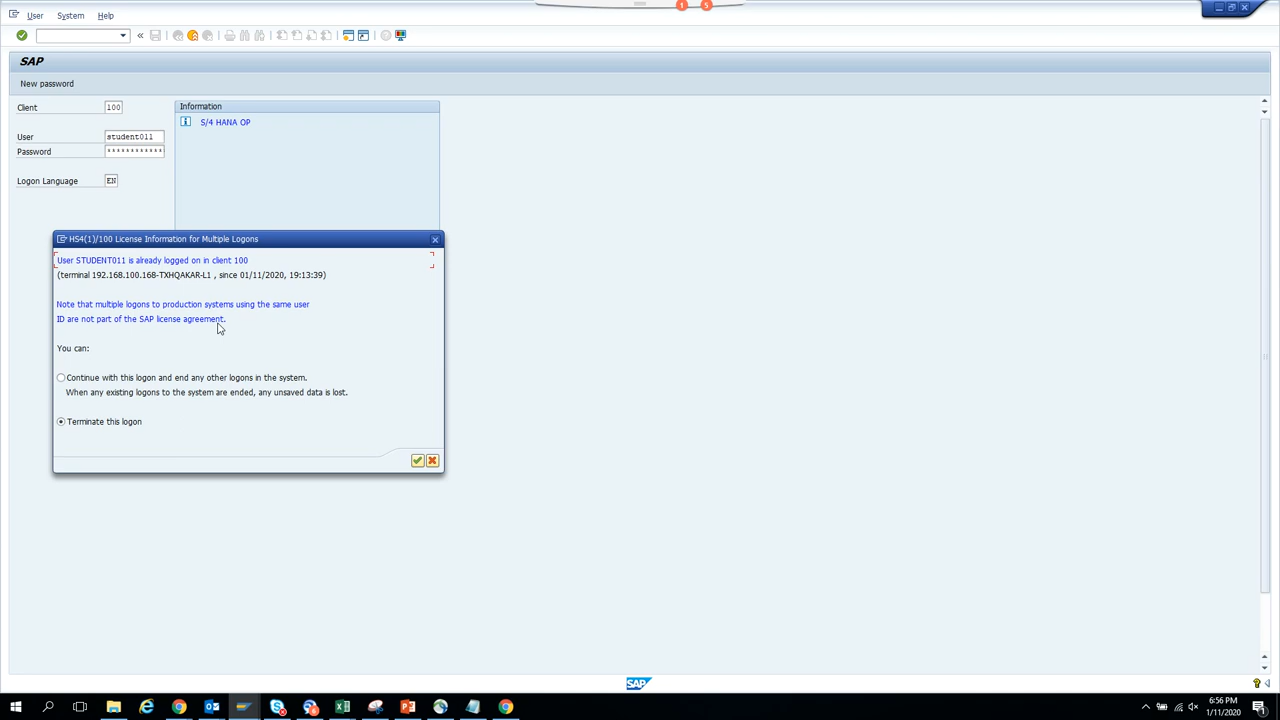 1 5
User System Help
SAP
New password
Client 100
Information
S/4 HANA OP
User student011
Password ************
Logon Language EN
HS4(1)/100 License Information for Multiple Logons
User STUDENT011 is already logged on in client 100
(terminal 192.168.100.168-TXHQAKAR-L1 , since 01/11/2020, 19:13:39)
Note that multiple logons to production systems using the same user
ID are not part of the SAP license agreement.
You can:
Continue with this logon and end any other logons in the system.
When any existing logons to the system are ended, any unsaved data is lost.
Terminate this logon
SAP
6:56 PM
1/11/2020